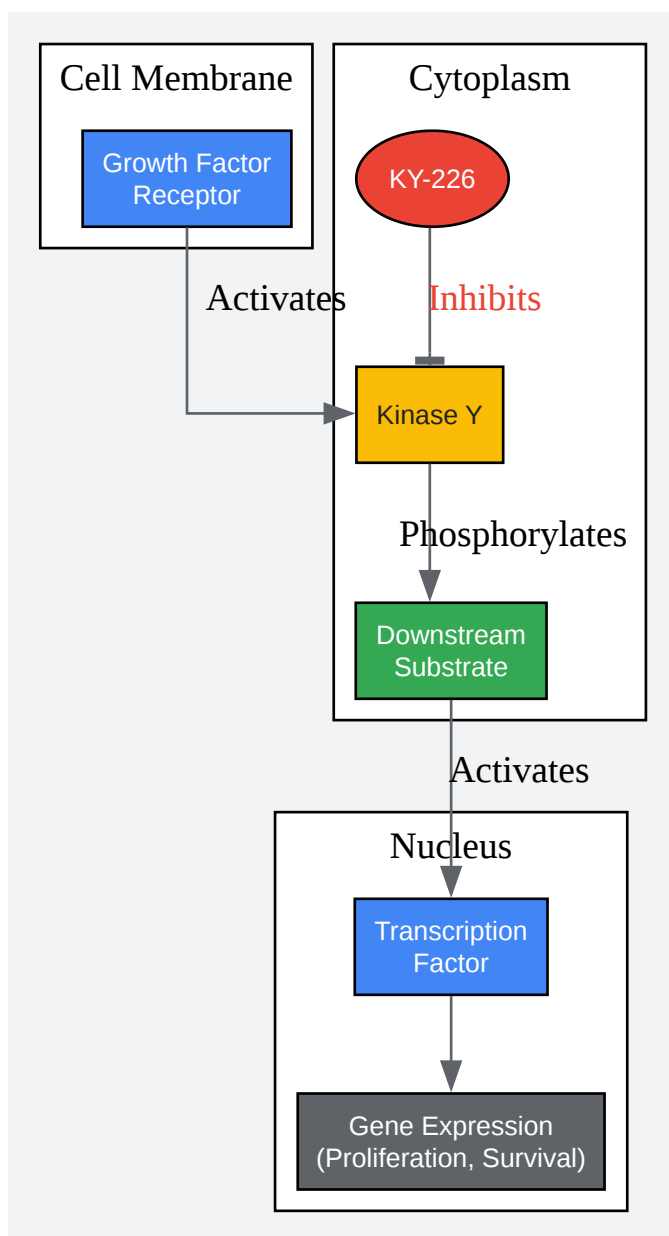 Cell Membrane
Growth Factor
Receptor
Activates
Cytoplasm
KY-226
Inhibits
Kinase Y
Phosphorylates
Downstream
Substrate
Activates
Nucleus
Transcription
Factor
Gene Expression
(Proliferation, Survival)